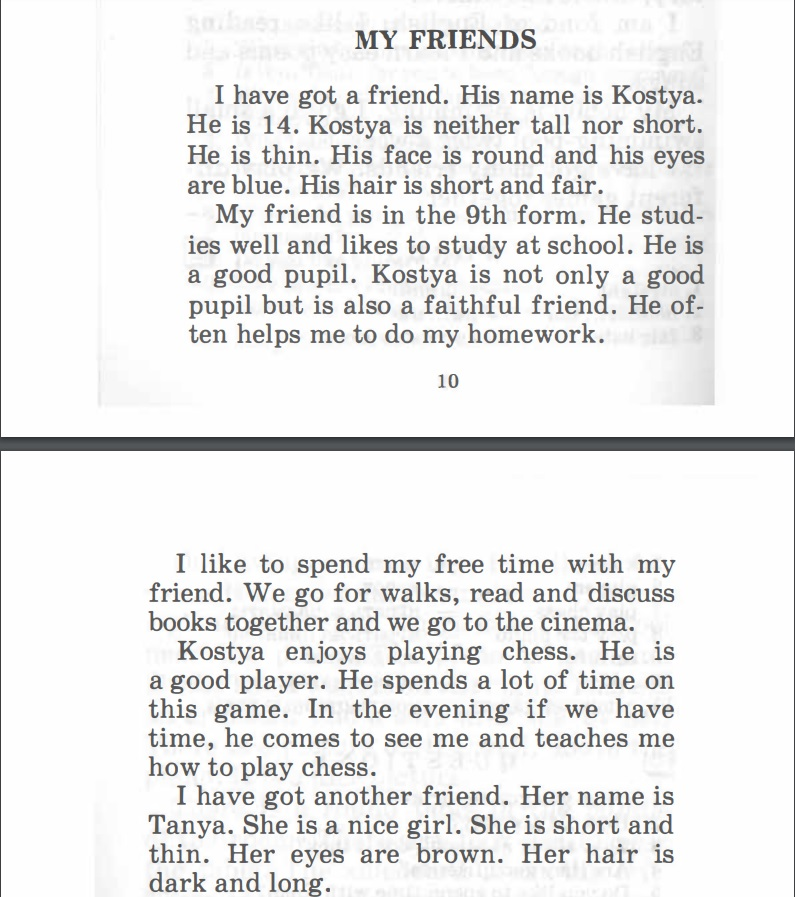 MY FRIENDS
I have got a friend. His name is Kostya.
He is 14. Kostya is neither tall nor short.
He is thin. His face is round and his eyes
are blue. His hair is short and fair.
My friend is in the 9th form. He stud-
ies well and likes to study at school. He is
a good pupil. Kostya is not only a good
pupil but is also a faithful friend. He of-
ten helps me to do my homework.
10
I like to spend my free time with my
friend. We go for walks, read and discuss
books together and we go to the cinema.
Kostya enjoys playing chess. He is
a good player. He spends a lot of time on
this game. In the evening if we have
time, he comes to see me and teaches me
how to play chess.
I have got another friend. Her name is
Tanya. She is a nice girl. She is short and
thin. Her eyes are brown. Her hair is
dark and long.